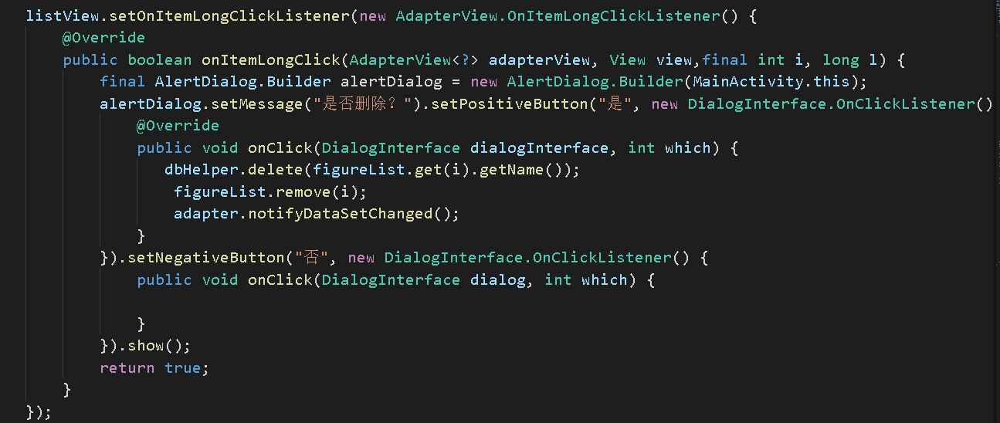 listView.setOnItemLongClickListener(new AdapterView.OnItemLongClickListener() {
@Override
public boolean onItemLongClick(AdapterView<?> adapterView, View view,final int i, long l) {
final AlertDialog.Builder alertDialog = new AlertDialog.Builder(MainActivity.this);
alertDialog.setMessage("是否删除？").setPositiveButton("是", new DialogInterface.OnClickListener()
@Override
public void onClick(DialogInterface dialogInterface, int which) {
dbHelper.delete(figureList.get(i).getName());
figureList.remove(i);
adapter.notifyDataSetChanged();
}
}).setNegativeButton("否", new DialogInterface.OnClickListener() {
public void onClick(DialogInterface dialog, int which) {
}
}).show();
return true;
}
});